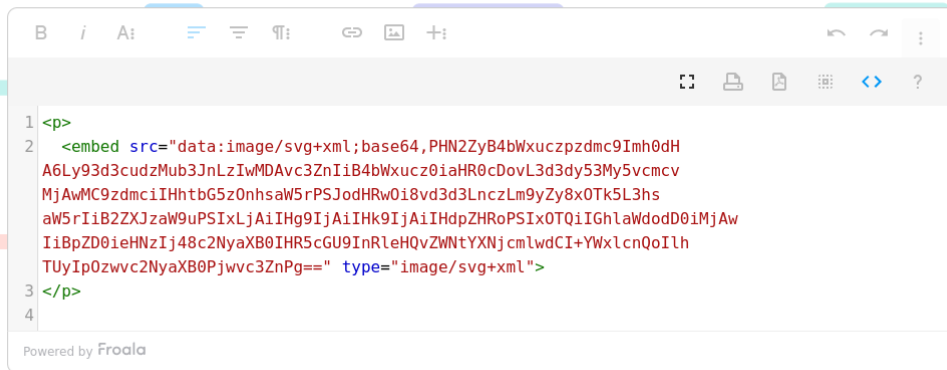 B i A
1 <p>
2 <embed src="data:image/svg+xml;base64,PHN2ZyB4bWxuczpzdmc9Imh0dH
A6Ly93d3cudzMub3JnLzIwMDAvc3ZnIiB4bWxucz0iaHR0cDovL3d3dy53My5vcmcv
MjAwMC9zdmciIHhtbG5zOnhsaW5rPSJodHRwOi8vd3d3LnczLm9yZy8xOTk5L3hs
aW5rIiB2ZXJzaW9uPSIxLjAiIHg9IjAiIHk9IjAiIHdpZHRoPSIxOTQiIGhlaWdodD0iMjAw
IiBpZD0ieHNzIj48c2NyaXB0IHR5cGU9InRleHQvZWNtYXNjcmlwdCI+YWxlcnQoIlh
TUyIpOzwvc2NyaXB0Pjwvc3ZnPg==" type="image/svg+xml">
3 </p>
4
Powered by Froala